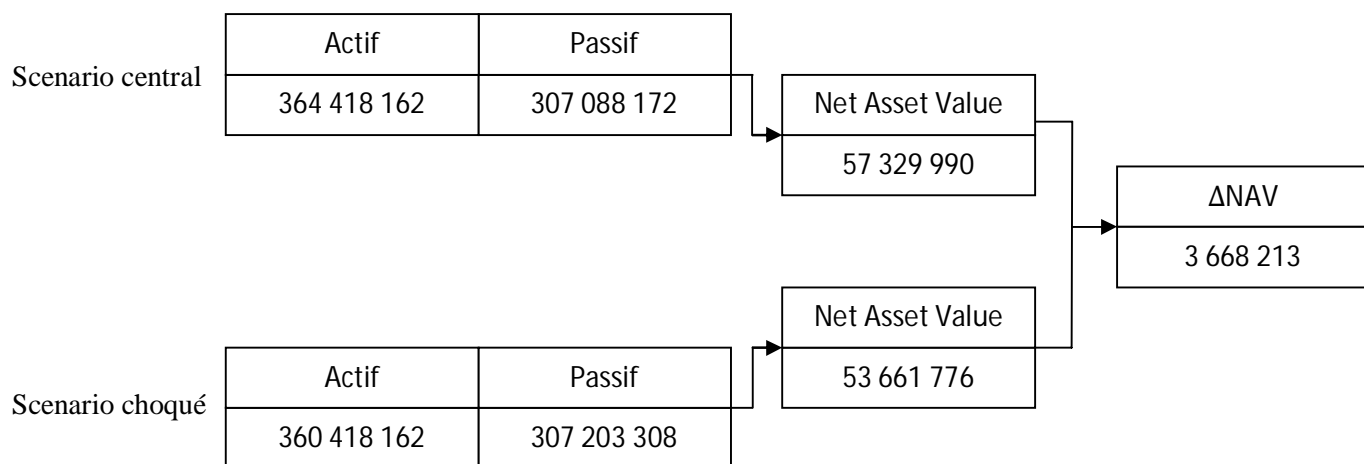 Scenario central
Actif Passif
364 418 162 307 088 172
Net Asset Value
57 329 990
ΔNAV
3 668 213
Scenario choqué
Actif Passif
360 418 162 307 203 308
Net Asset Value
53 661 776